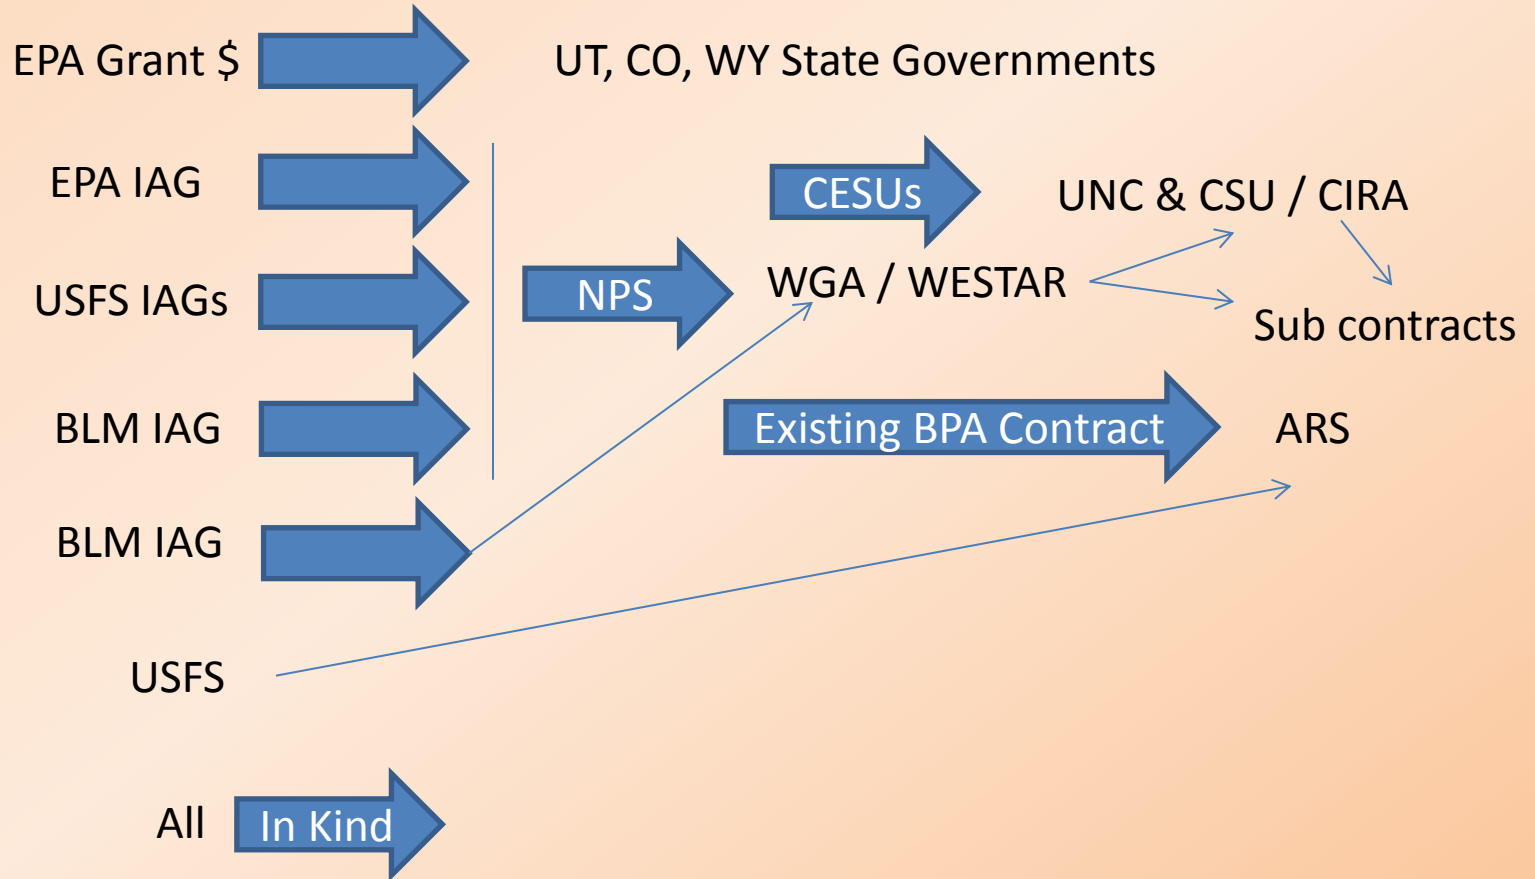 EPA Grant $
UT, CO, WY State Governments
EPA IAG
CESUs
UNC & CSU / CIRA
USFS IAGs
NPS
WGA / WESTAR
Sub contracts
BLM IAG
Existing BPA Contract
ARS
BLM IAG
USFS
All
In Kind